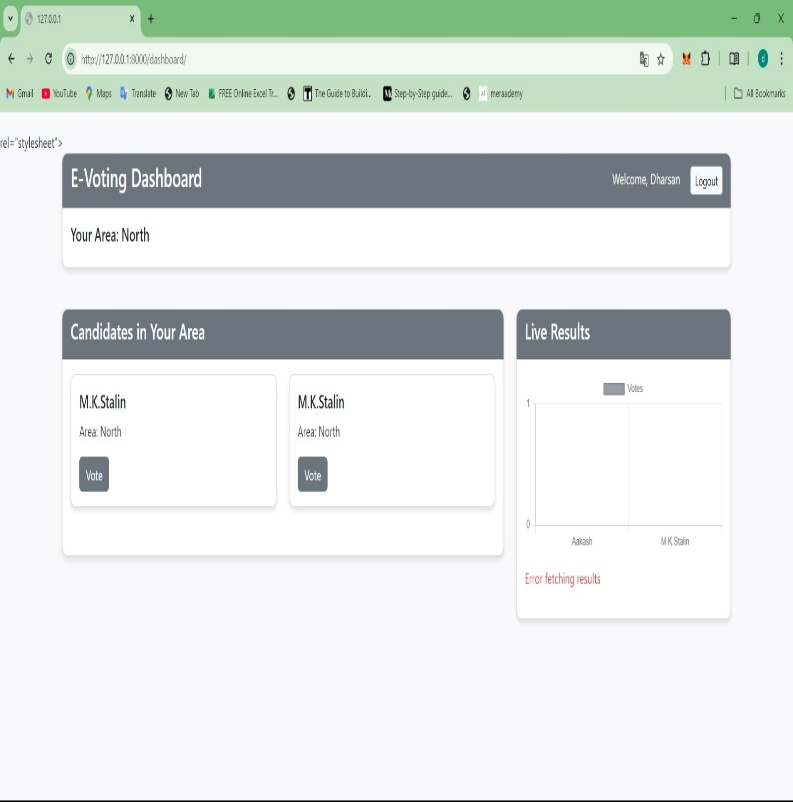 127.0.0.1
http://127.0.0.1:8000/dashboard/
Gmail YouTube Maps Translate New Tab FREE Online Excel Tr... The Guide to Buildi... Step-by-Step guide... meraademy All Bookmarks
rel="stylesheet">
E-Voting Dashboard Welcome, Dharsan Logout
Your Area: North
Candidates in Your Area Live Results
M.K.Stalin M.K.Stalin
Area: North Area: North
Vote Vote
Votes
1
0
Aakash M.K.Stalin
Error fetching results